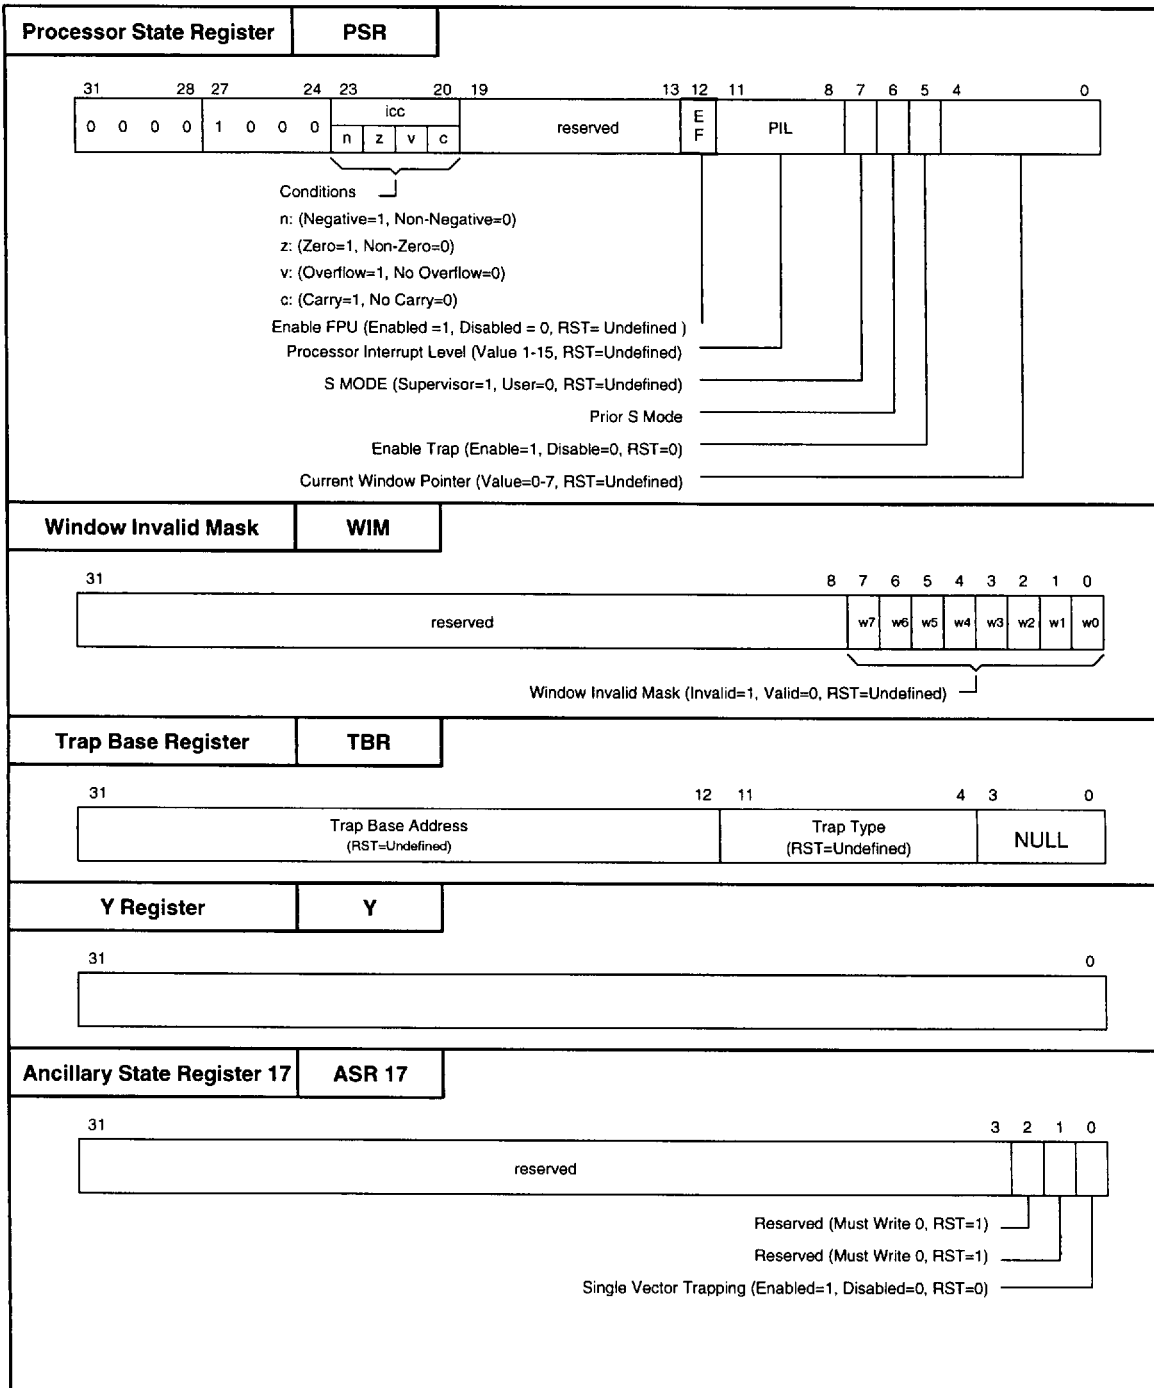 Processor State Register PSR
31 28 27 24 23 20 19 13 12 11 8 7 6 5 4 0
0 0 0 0 1 0 0 0 icc reserved E F PIL
n z v c
Conditions
n: (Negative=1, Non-Negative=0)
z: (Zero=1, Non-Zero=0)
v: (Overflow=1, No Overflow=0)
c: (Carry=1, No Carry=0)
Enable FPU (Enabled =1, Disabled = 0, RST= Undefined )
Processor Interrupt Level (Value 1-15, RST=Undefined)
S MODE (Supervisor=1, User=0, RST=Undefined)
Prior S Mode
Enable Trap (Enable=1, Disable=0, RST=0)
Current Window Pointer (Value=0-7, RST=Undefined)
Window Invalid Mask WIM
31 8 7 6 5 4 3 2 1 0
reserved w7 w6 w5 w4 w3 w2 w1 w0
Window Invalid Mask (Invalid=1, Valid=0, RST=Undefined)
Trap Base Register TBR
31 12 11 4 3 0
Trap Base Address Trap Type NULL
(RST=Undefined) (RST=Undefined)
Y Register Y
31 0
Ancillary State Register 17 ASR 17
31 3 2 1 0
reserved
Reserved (Must Write 0, RST=1)
Reserved (Must Write 0, RST=1)
Single Vector Trapping (Enabled=1, Disabled=0, RST=0)